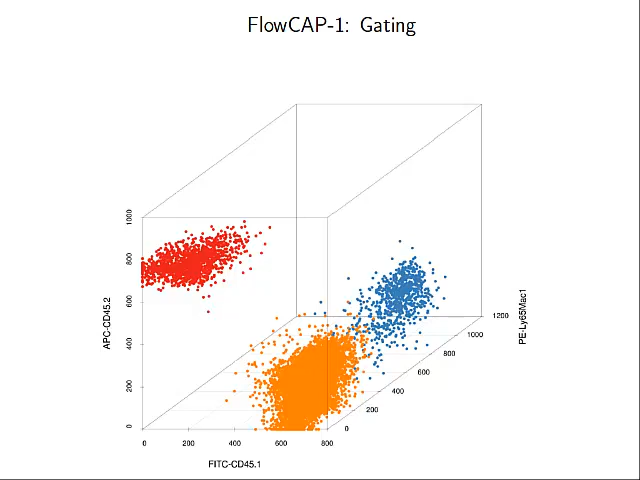 FlowCAP-1: Gating
1000
800
600
400
200
0
APC-CD45.2
0 200 400 600 800
FITC-CD45.1
0
200
400
600
800
1000
1200
PE-Ly65Mac1